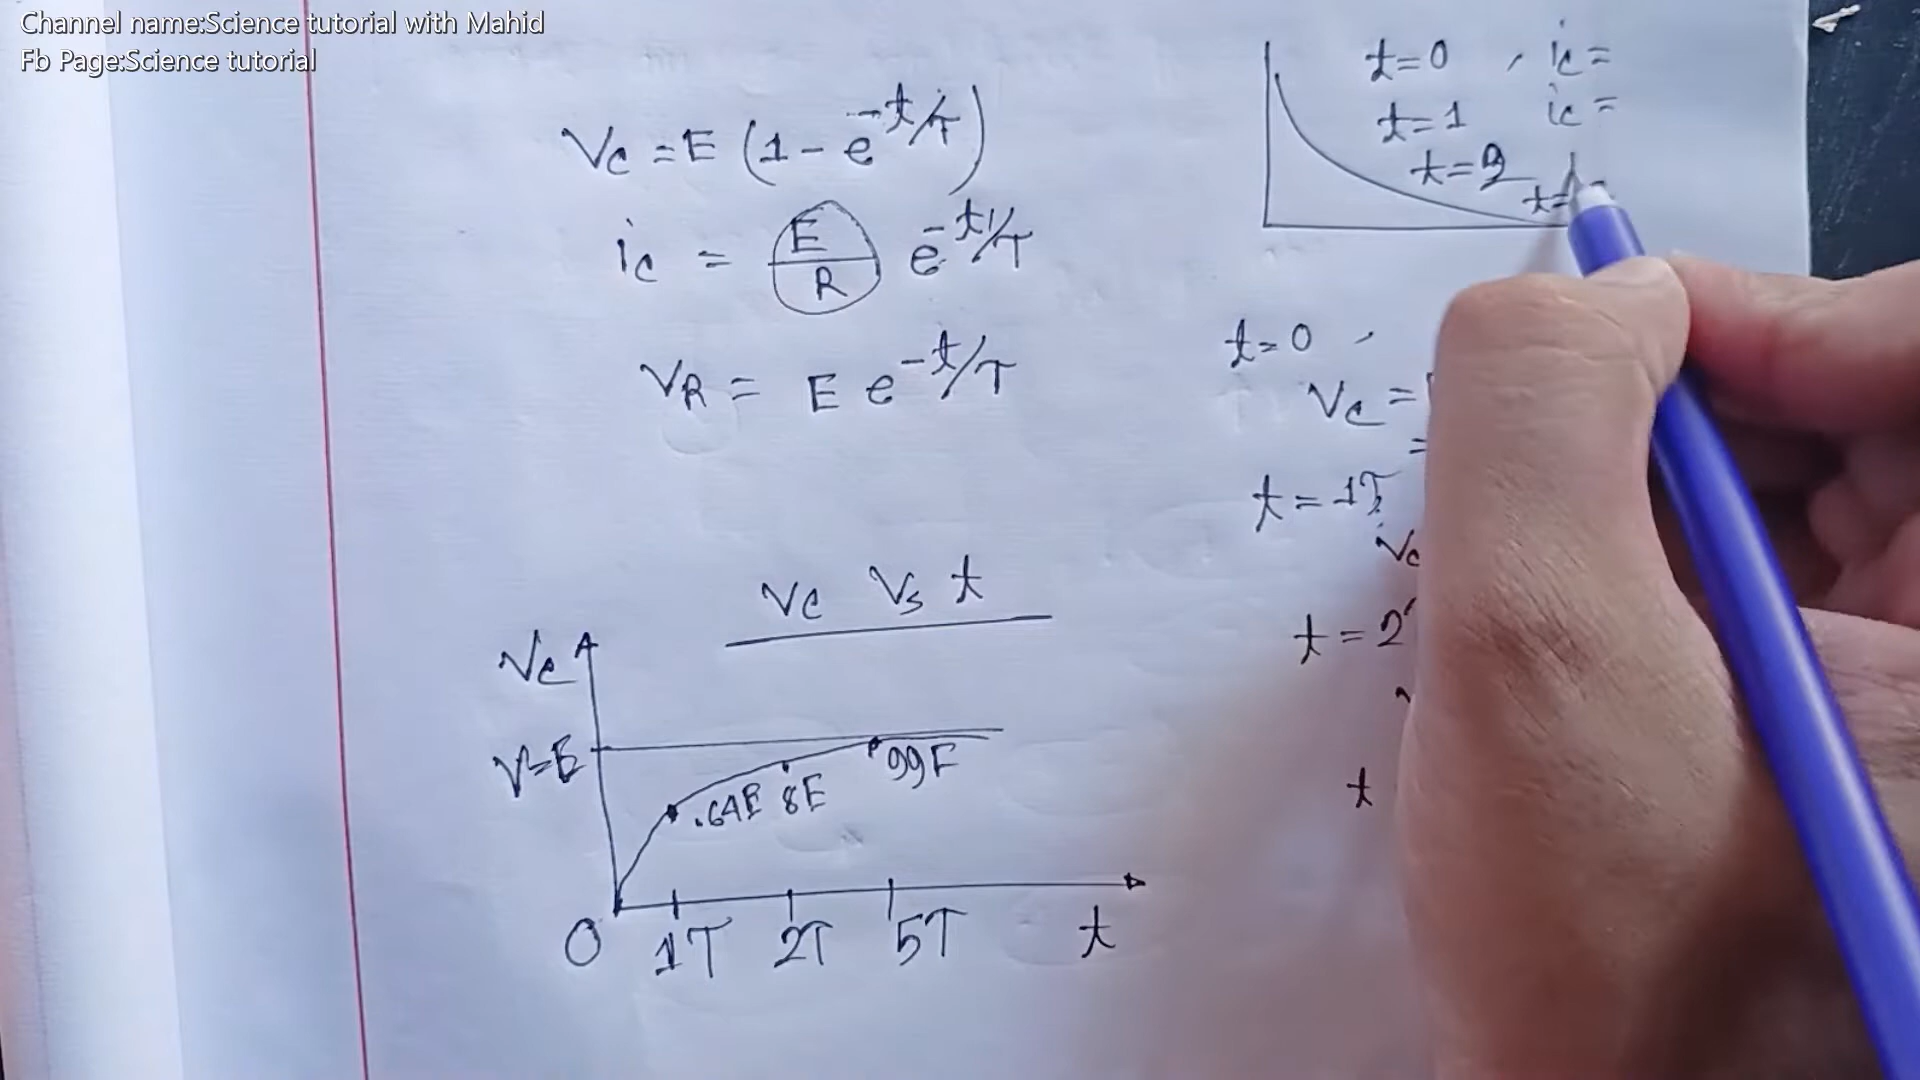 Channel name:Science tutorial with Mahid
Fb Page:Science tutorial
Vc = E (1 - e^-t/τ)
ic = E/R e^-t/τ
VR = E e^-t/τ
t=0 , ic =
t=1 ic =
t=2
t=
t=0 ,
Vc =
=
t = 1τ,
Vc
t = 2
t
Vc Vs t
Vc
V=E
.64E 8E 99E
0 1τ 2τ 5τ t